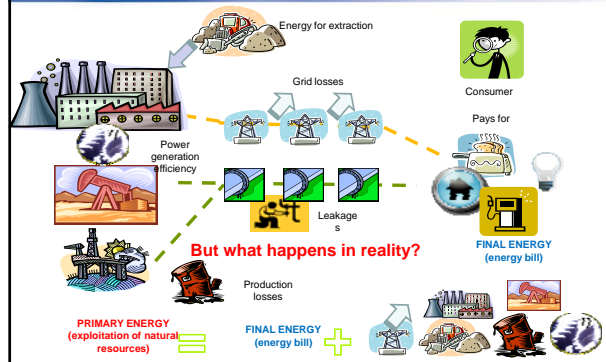 Energy for extraction
Grid losses
Consumer
Pays for
Power
generation
efficiency
Leakage
s
But what happens in reality?
FINAL ENERGY
(energy bill)
Production
losses
PRIMARY ENERGY
(exploitation of natural
resources)
FINAL ENERGY
(energy bill)